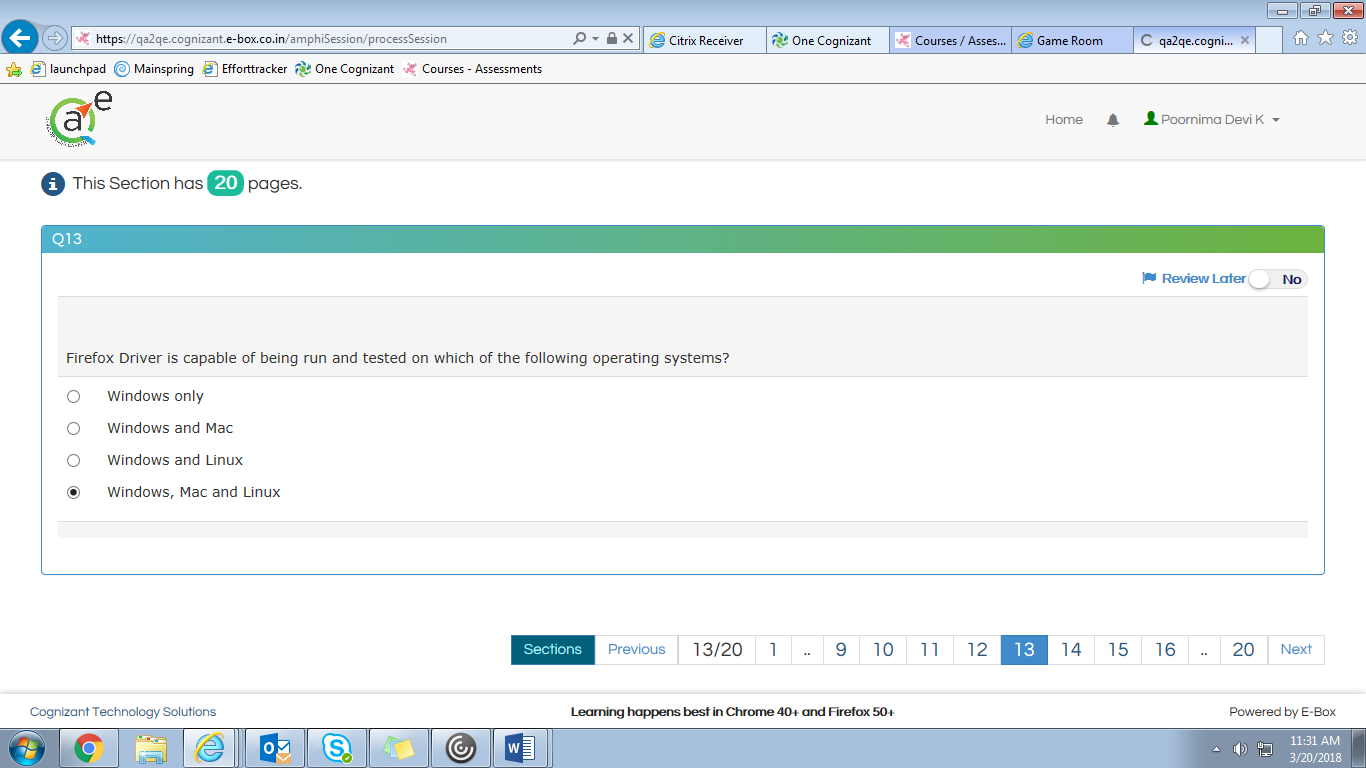 https://qa2qe.cognizant.e-box.co.in/amphiSession/processSession
Citrix Receiver
One Cognizant
Courses / Asses...
Game Room
qa2qe.cogni...
launchpad
Mainspring
Efforttracker
One Cognizant
Courses - Assessments
a e
Home
Poornima Devi K
This Section has 20 pages.
Q13
Review Later No
Firefox Driver is capable of being run and tested on which of the following operating systems?
Windows only
Windows and Mac
Windows and Linux
Windows, Mac and Linux
Sections Previous 13/20 1 .. 9 10 11 12 13 14 15 16 .. 20 Next
Cognizant Technology Solutions
Learning happens best in Chrome 40+ and Firefox 50+
Powered by E-Box
11:31 AM
3/20/2018